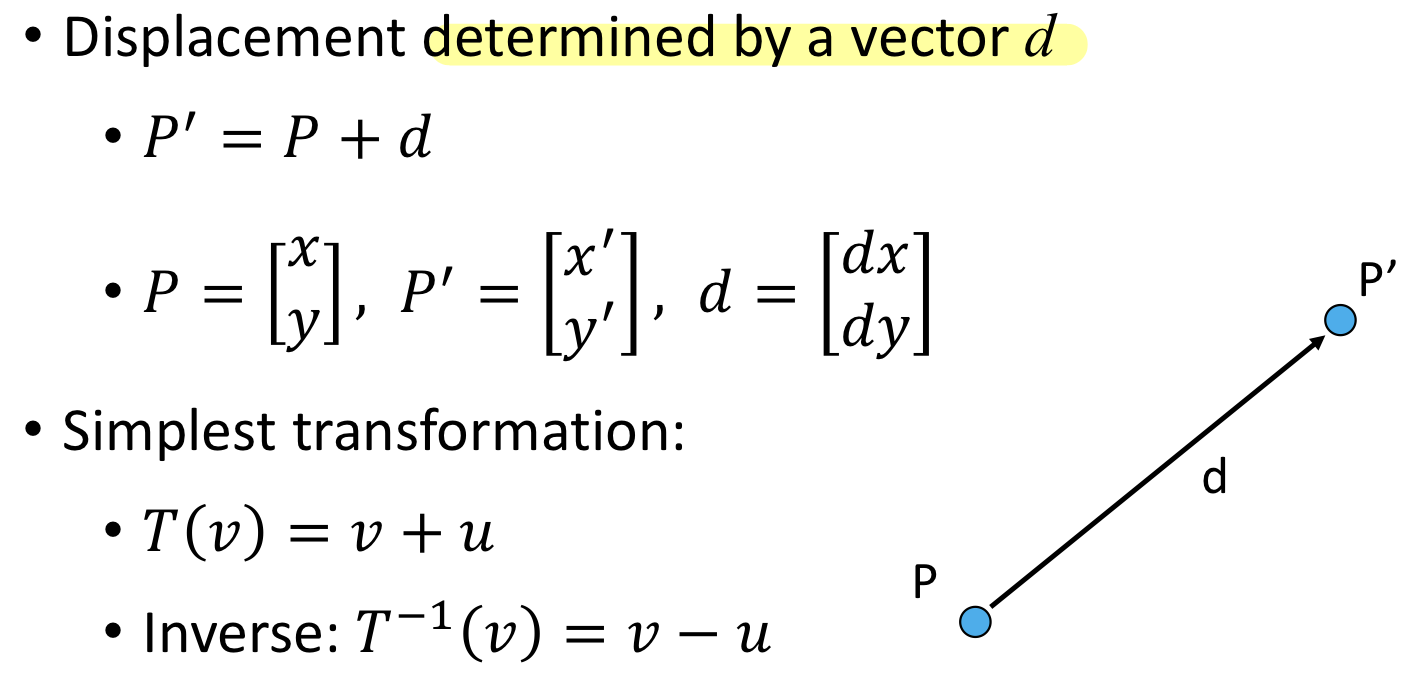 • Displacement determined by a vector d
• P′ = P + d
• P = [x y], P′ = [x′ y′], d = [dx dy]
• Simplest transformation:
• T(v) = v + u
• Inverse: T⁻¹(v) = v − u
P’
d
P